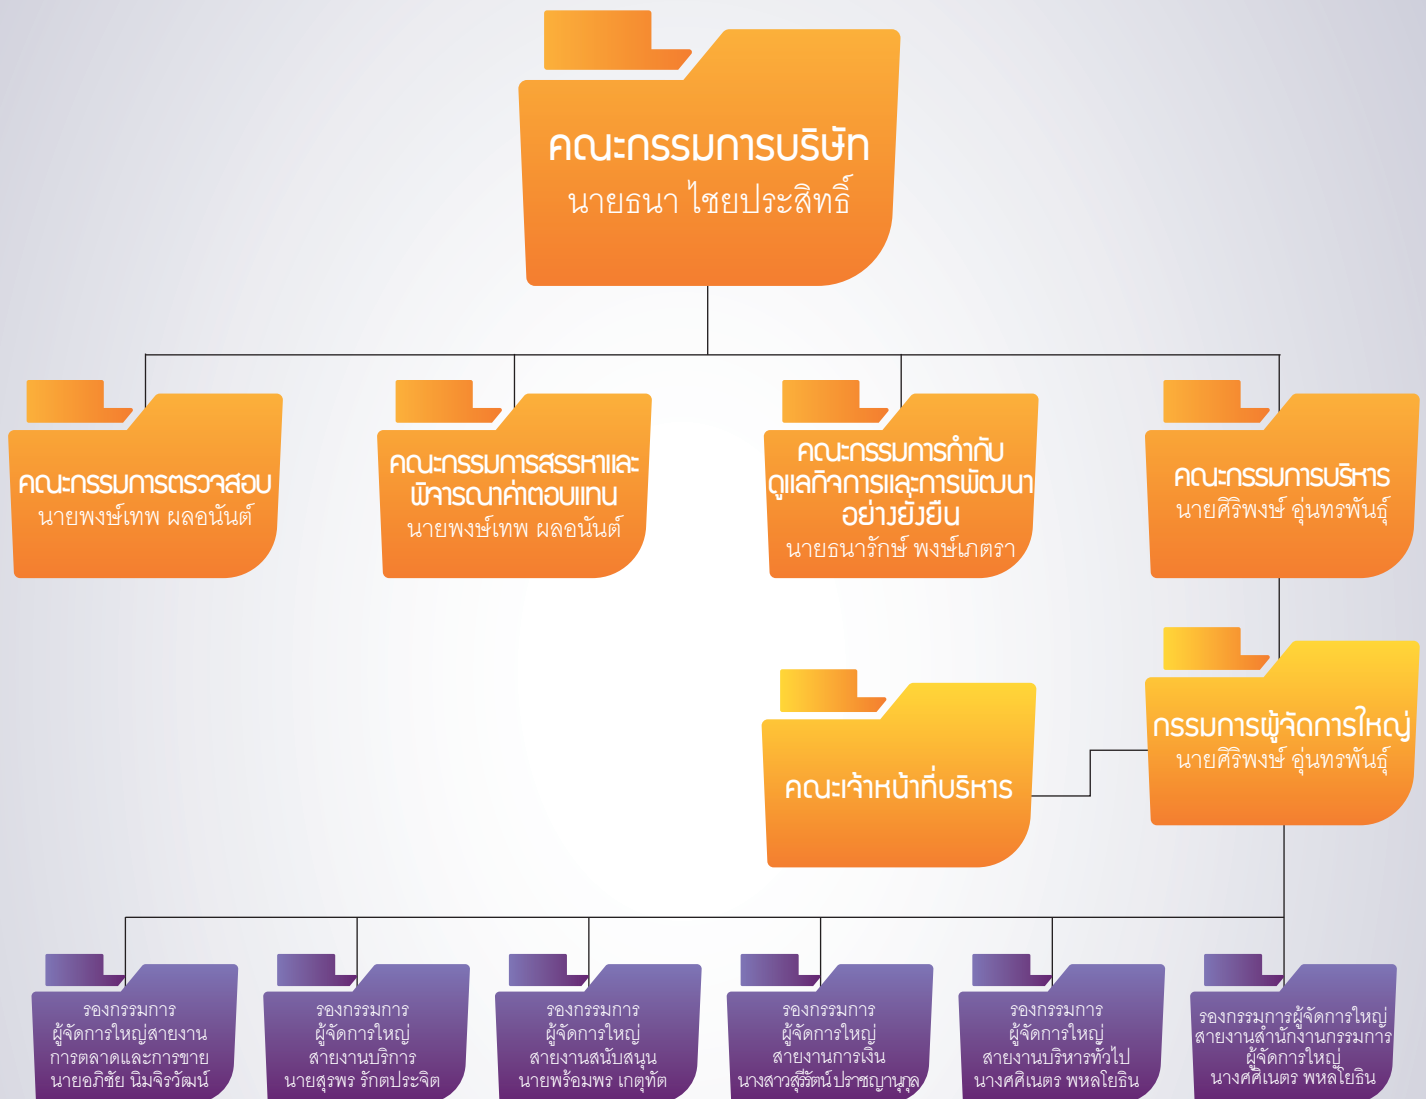 คณะกรรมการบริษัท
นายธนา ไชยประสิทธิ์
คณะกรรมการตรวจสอบ
นายพงษ์เทพ ผลอนันต์
คณะกรรมการสรรหาและ
พิจารณาค่าตอบแทน
นายพงษ์เทพ ผลอนันต์
คณะกรรมการกำกับ
ดูแลกิจการและการพัฒนา
อย่างยั่งยืน
นายธนารักษ์ พงษ์เภตรา
คณะกรรมการบริหาร
นายศิริพงษ์ อุ่นทรพันธุ์
กรรมการผู้จัดการใหญ่
นายศิริพงษ์ อุ่นทรพันธุ์
คณะเจ้าหน้าที่บริหาร
รองกรรมการ
ผู้จัดการใหญ่สายงาน
การตลาดและการขาย
นายอภิชัย นิมจิรวัฒน์
รองกรรมการ
ผู้จัดการใหญ่
สายงานบริการ
นายสุรพร รักตประจิต
รองกรรมการ
ผู้จัดการใหญ่
สายงานสนับสนุน
นายพร้อมพร เกตุทัต
รองกรรมการ
ผู้จัดการใหญ่
สายงานการเงิน
นางสาวสุรีรัตน์ ปราชญานุกุล
รองกรรมการ
ผู้จัดการใหญ่
สายงานบริหารทั่วไป
นางศศิเนตร พหลโยธิน
รองกรรมการผู้จัดการใหญ่
สายงานสำนักงานกรรมการ
ผู้จัดการใหญ่
นางศศิเนตร พหลโยธิน